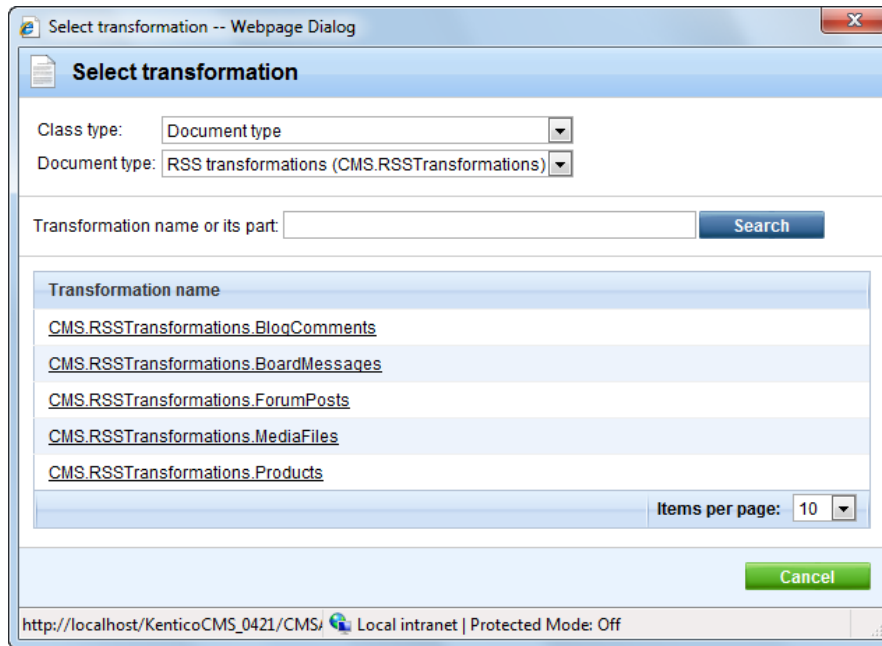 Select transformation -- Webpage Dialog
Select transformation
Class type: Document type
Document type: RSS transformations (CMS.RSSTransformations)
Transformation name or its part: Search
Transformation name
CMS.RSSTransformations.BlogComments
CMS.RSSTransformations.BoardMessages
CMS.RSSTransformations.ForumPosts
CMS.RSSTransformations.MediaFiles
CMS.RSSTransformations.Products
Items per page: 10
Cancel
http://localhost/KenticoCMS_0421/CMSA Local intranet | Protected Mode: Off